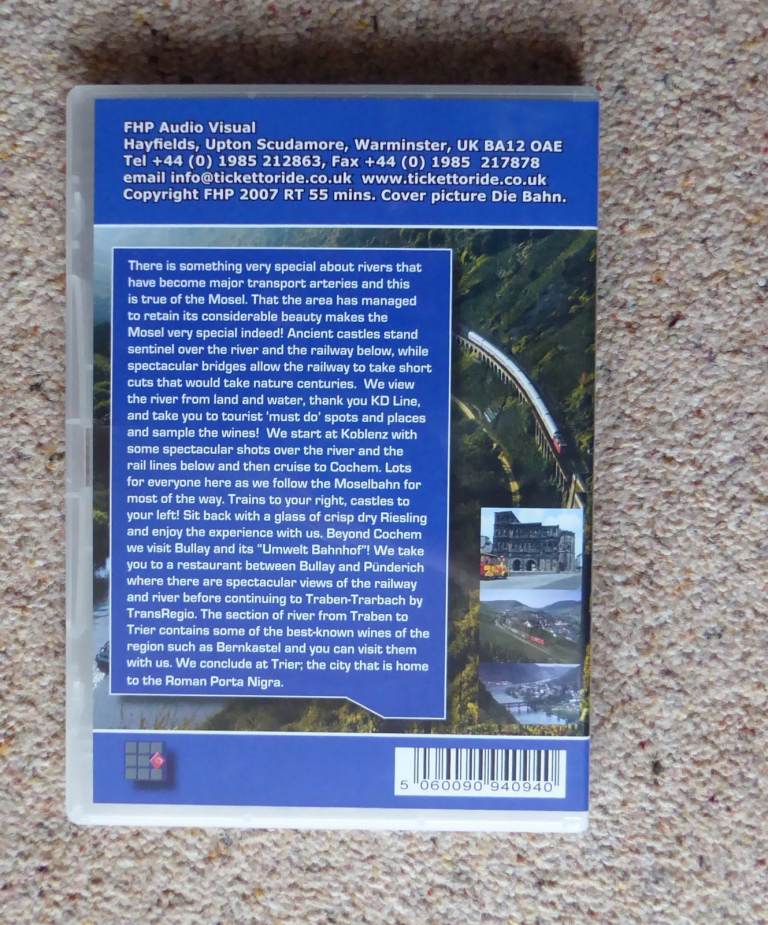 FHP Audio Visual
Hayfields, Upton Scudamore, Warminster, UK BA12 OAE
Tel +44 (0) 1985 212863, Fax +44 (0) 1985  217878
email info@tickettoride.co.uk  www.tickettoride.co.uk
Copyright FHP 2007 RT 55 mins. Cover picture Die Bahn.
There is something very special about rivers that
have become major transport arteries and this
is true of the Mosel. That the area has managed
to retain its considerable beauty makes the
Mosel very special indeed! Ancient castles stand
sentinel over the river and the railway below, while
spectacular bridges allow the railway to take short
cuts that would take nature centuries.  We view
the river from land and water, thank you KD Line,
and take you to tourist 'must do' spots and places
and sample the wines!  We start at Koblenz with
some spectacular shots over the river and the
rail lines below and then cruise to Cochem. Lots
for everyone here as we follow the Moselbahn for
most of the way. Trains to your right, castles to
your left! Sit back with a glass of crisp dry Riesling
and enjoy the experience with us. Beyond Cochem
we visit Bullay and its "Umwelt Bahnhof"! We take
you to a restaurant between Bullay and Pünderich
where there are spectacular views of the railway
and river before continuing to Traben-Trarbach by
TransRegio. The section of river from Traben to
Trier contains some of the best-known wines of the
region such as Bernkastel and you can visit them
with us. We conclude at Trier; the city that is home
to the Roman Porta Nigra.
5 060090 940940